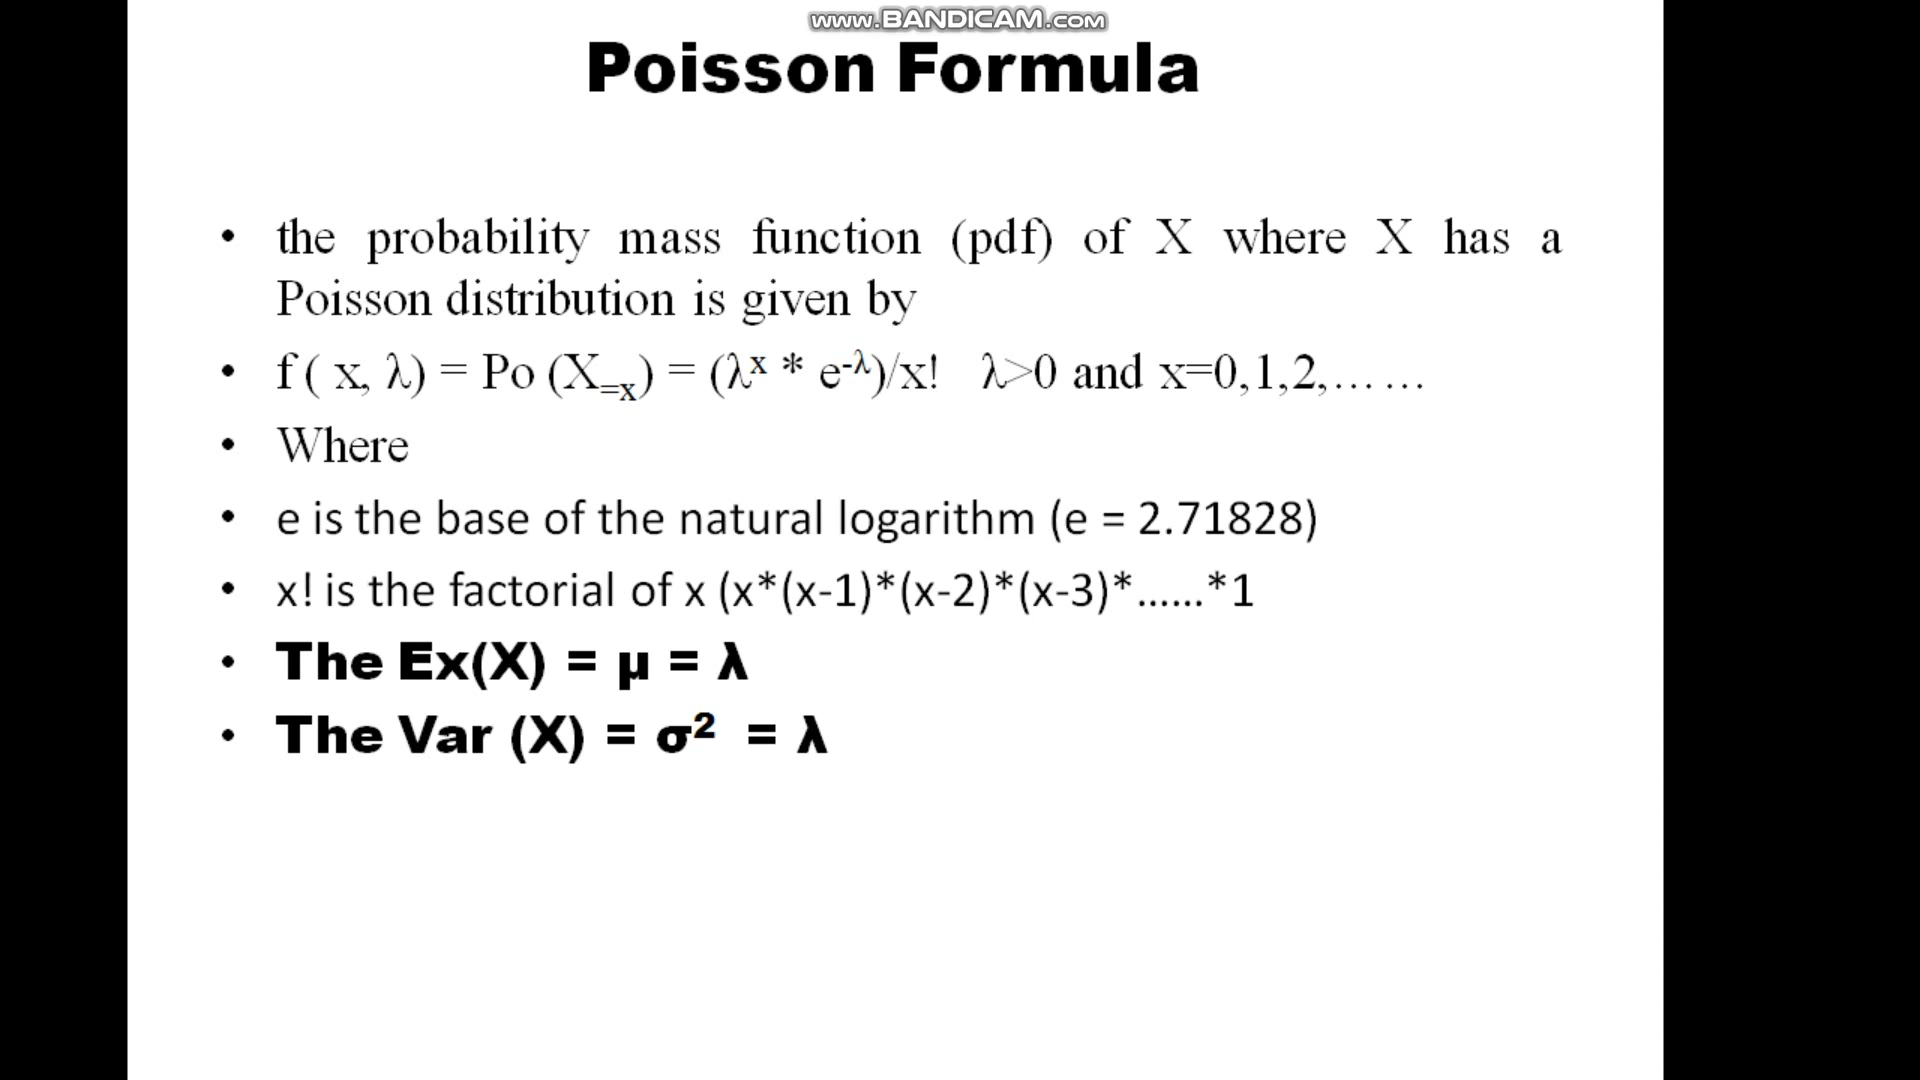 www.BANDICAM.com
Poisson Formula
• the probability mass function (pdf) of X where X has a
Poisson distribution is given by
• f ( x, λ) = Po (X₌ₓ) = (λˣ * e⁻λ)/x! λ>0 and x=0,1,2,……
• Where
• e is the base of the natural logarithm (e = 2.71828)
• x! is the factorial of x (x*(x-1)*(x-2)*(x-3)*……*1
• The Ex(X) = μ = λ
• The Var (X) = σ² = λ